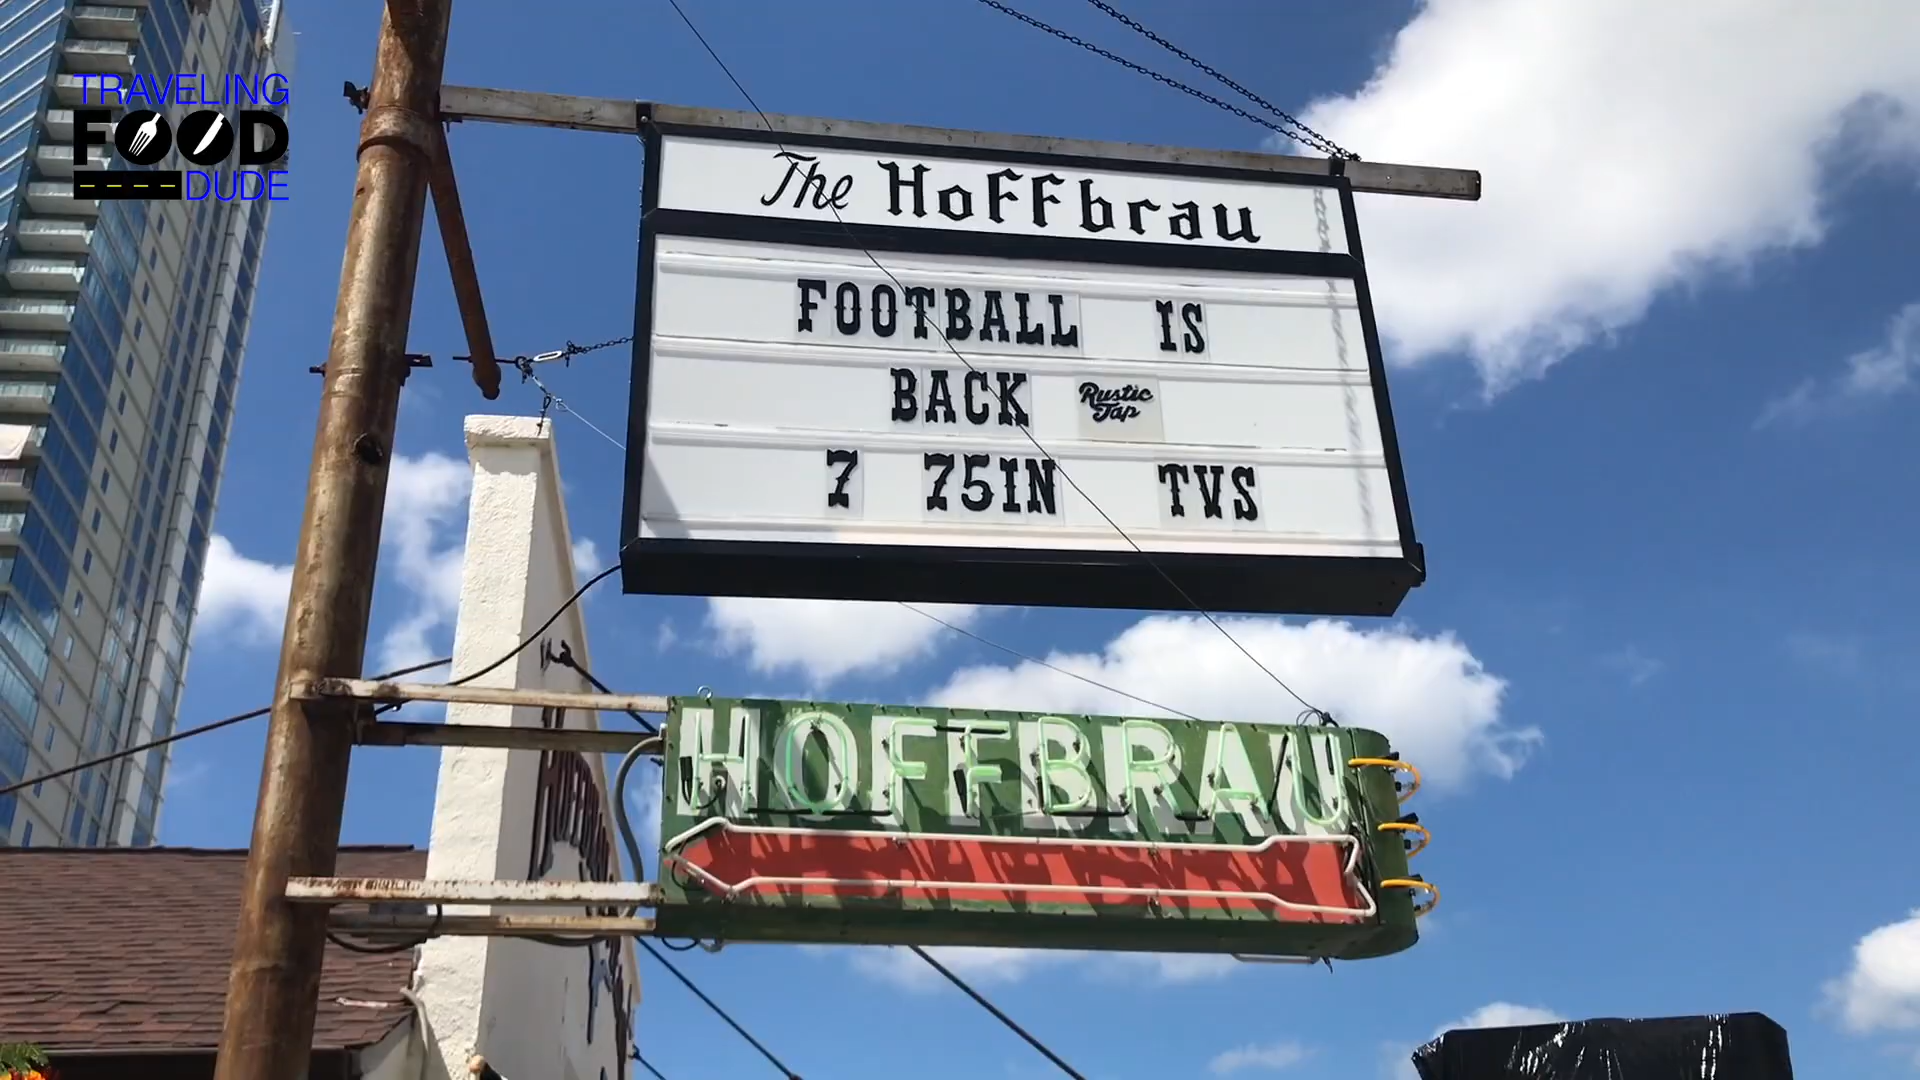 TRAVELING
FOOD
DUDE
The Hoffbrau
FOOTBALL IS
BACK Rustic Tap
7 75IN TVS
HOFFBRAU